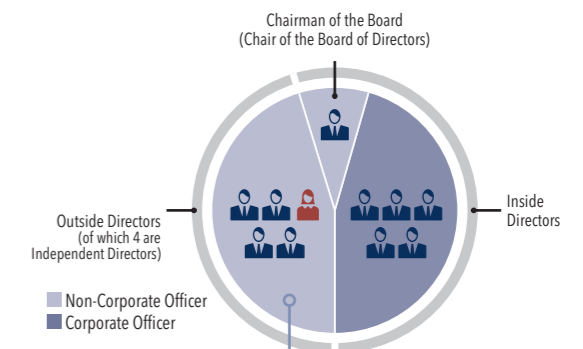 Chairman of the Board
(Chair of the Board of Directors)
Outside Directors
(of which 4 are
Independent Directors)
Inside
Directors
Non-Corporate Officer
Corporate Officer